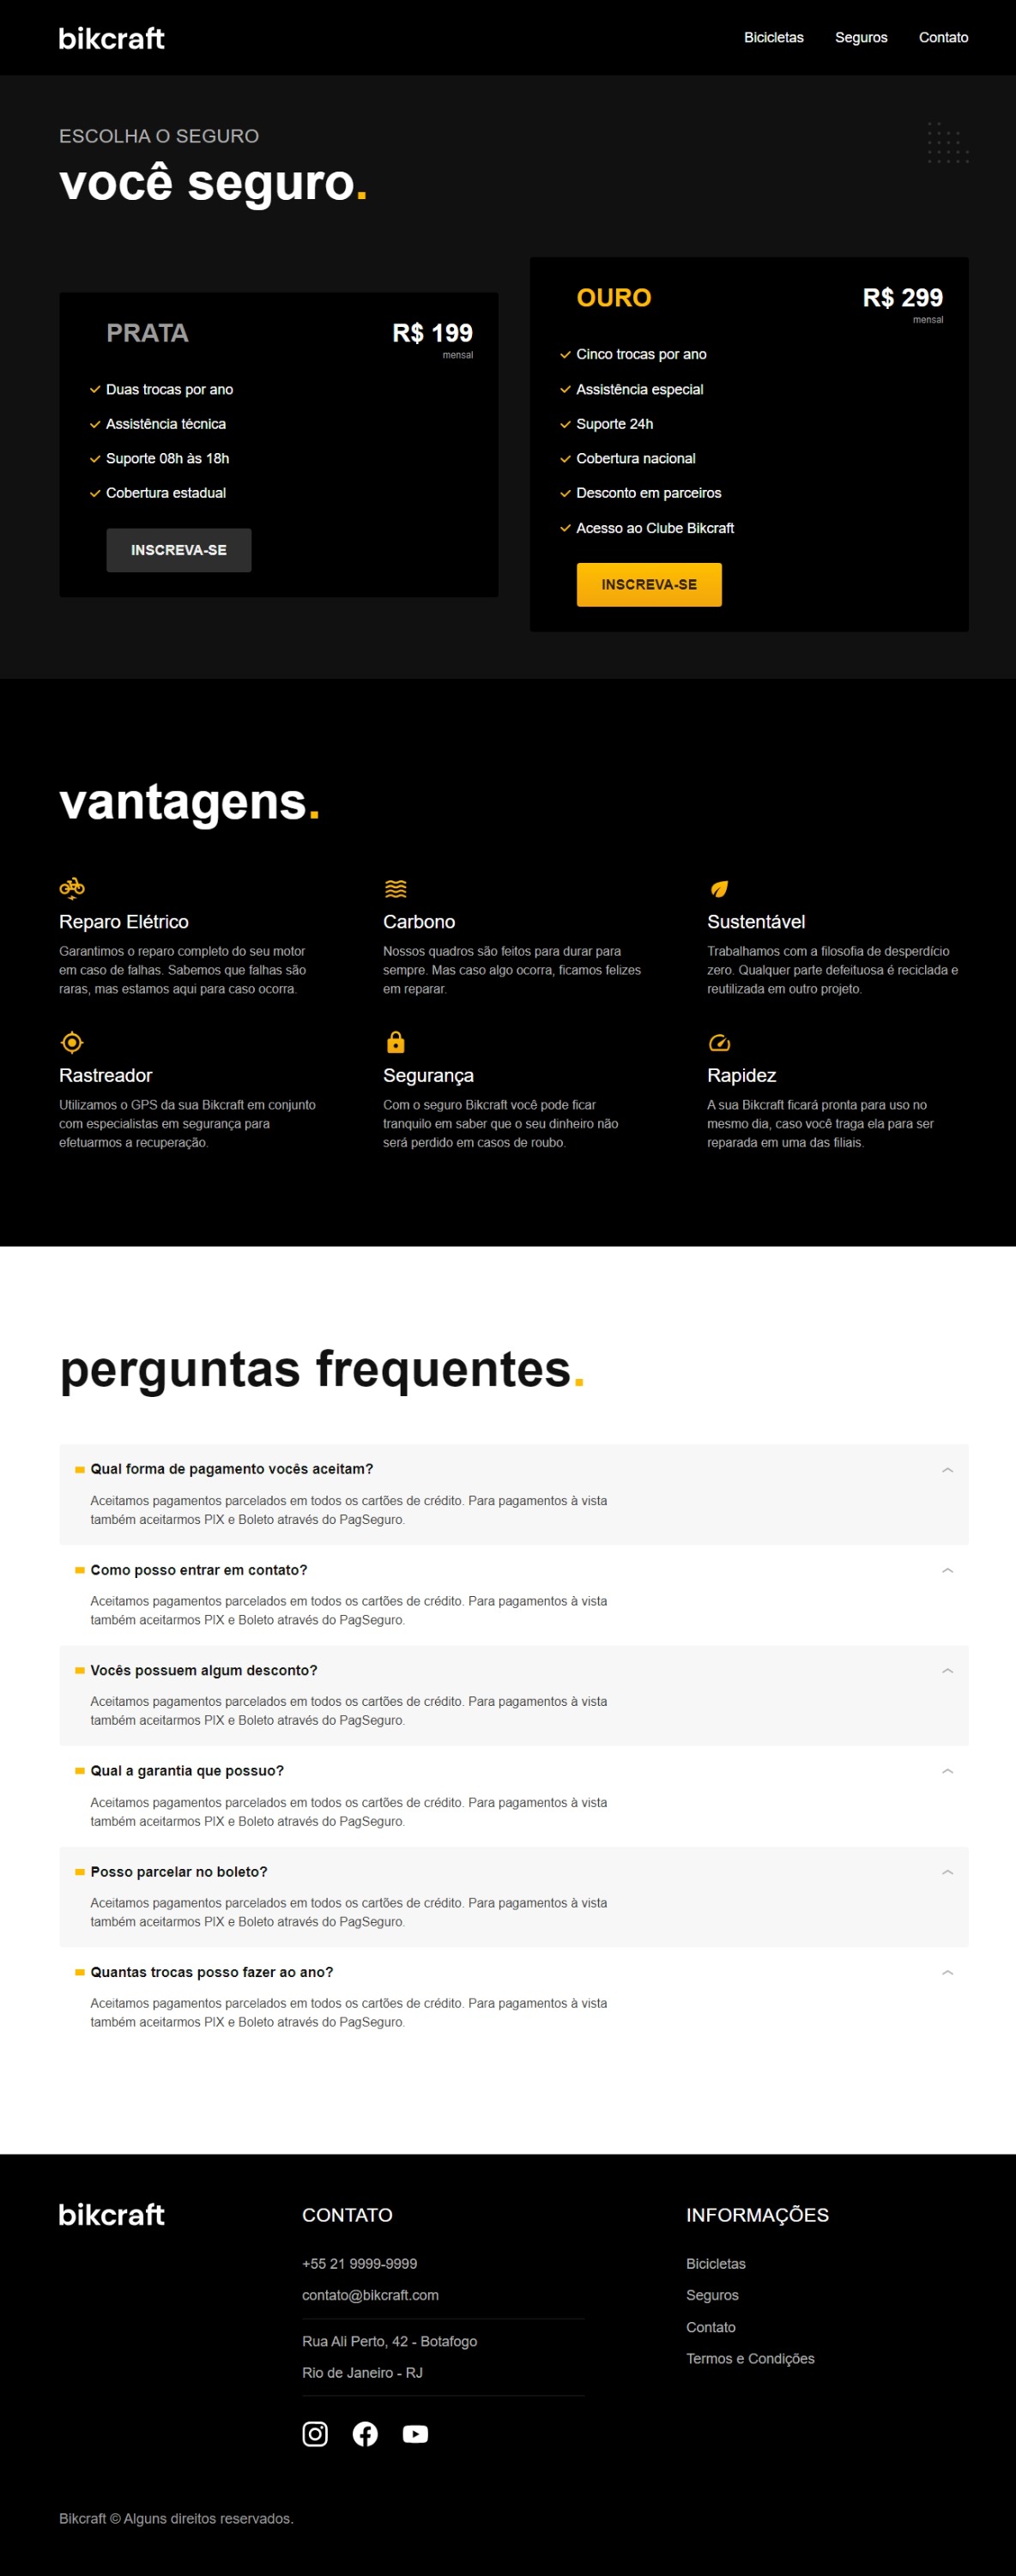 bikcraft
Bicicletas
Seguros
Contato
ESCOLHA O SEGURO
você seguro.
PRATA
R$ 199
mensal
Duas trocas por ano
Assistência técnica
Suporte 08h às 18h
Cobertura estadual
INSCREVA-SE
OURO
R$ 299
mensal
Cinco trocas por ano
Assistência especial
Suporte 24h
Cobertura nacional
Desconto em parceiros
Acesso ao Clube Bikcraft
INSCREVA-SE
vantagens.
Reparo Elétrico
Garantimos o reparo completo do seu motor
em caso de falhas. Sabemos que falhas são
raras, mas estamos aqui para caso ocorra.
Carbono
Nossos quadros são feitos para durar para
sempre. Mas caso algo ocorra, ficamos felizes
em reparar.
Sustentável
Trabalhamos com a filosofia de desperdício
zero. Qualquer parte defeituosa é reciclada e
reutilizada em outro projeto.
Rastreador
Utilizamos o GPS da sua Bikcraft em conjunto
com especialistas em segurança para
efetuarmos a recuperação.
Segurança
Com o seguro Bikcraft você pode ficar
tranquilo em saber que o seu dinheiro não
será perdido em casos de roubo.
Rapidez
A sua Bikcraft ficará pronta para uso no
mesmo dia, caso você traga ela para ser
reparada em uma das filiais.
perguntas frequentes.
Qual forma de pagamento vocês aceitam?
Aceitamos pagamentos parcelados em todos os cartões de crédito. Para pagamentos à vista
também aceitarmos PIX e Boleto através do PagSeguro.
Como posso entrar em contato?
Aceitamos pagamentos parcelados em todos os cartões de crédito. Para pagamentos à vista
também aceitarmos PIX e Boleto através do PagSeguro.
Vocês possuem algum desconto?
Aceitamos pagamentos parcelados em todos os cartões de crédito. Para pagamentos à vista
também aceitarmos PIX e Boleto através do PagSeguro.
Qual a garantia que possuo?
Aceitamos pagamentos parcelados em todos os cartões de crédito. Para pagamentos à vista
também aceitarmos PIX e Boleto através do PagSeguro.
Posso parcelar no boleto?
Aceitamos pagamentos parcelados em todos os cartões de crédito. Para pagamentos à vista
também aceitarmos PIX e Boleto através do PagSeguro.
Quantas trocas posso fazer ao ano?
Aceitamos pagamentos parcelados em todos os cartões de crédito. Para pagamentos à vista
também aceitarmos PIX e Boleto através do PagSeguro.
bikcraft
CONTATO
+55 21 9999-9999
contato@bikcraft.com
Rua Ali Perto, 42 - Botafogo
Rio de Janeiro - RJ
INFORMAÇÕES
Bicicletas
Seguros
Contato
Termos e Condições
Bikcraft © Alguns direitos reservados.